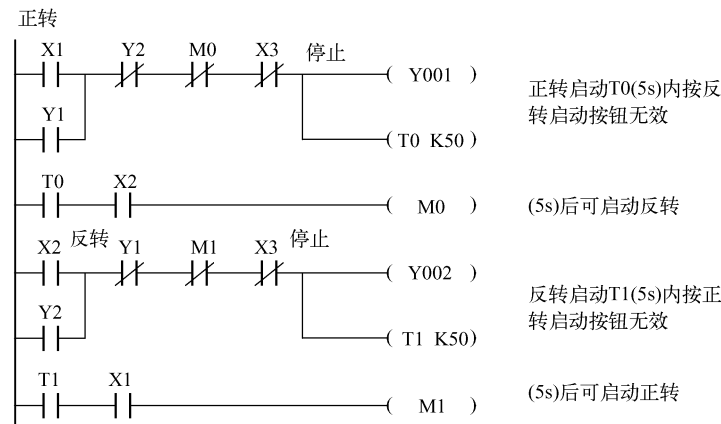 正转
X1 Y2 M0 X3 停止
( Y001 )
Y1
( T0 K50 )
正转启动T0(5s)内按反
转启动按钮无效
T0 X2
( M0 )
(5s)后可启动反转
X2 反转 Y1 M1 X3 停止
( Y002 )
Y2
( T1 K50)
反转启动T1(5s)内按正
转启动按钮无效
T1 X1
( M1 )
(5s)后可启动正转